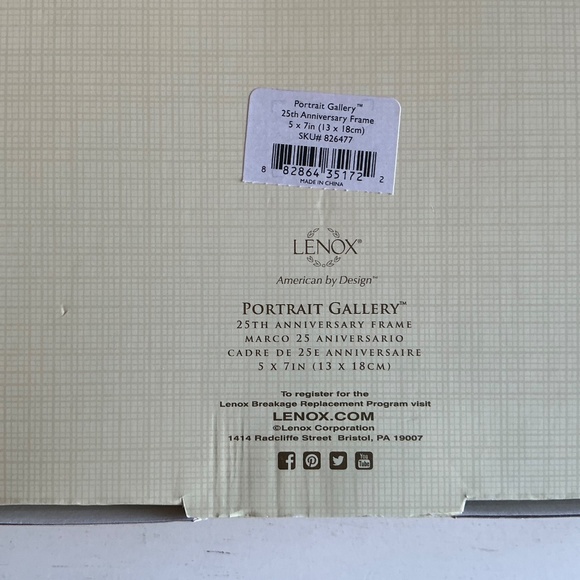 Portrait Gallery™
25th Anniversary Frame
5 x 7in (13 x 18cm)
SKU# 826477
8 82864 35172 2
MADE IN CHINA
LENOX®
American by Design™
PORTRAIT GALLERY™
25TH ANNIVERSARY FRAME
MARCO 25 ANIVERSARIO
CADRE DE 25E ANNIVERSAIRE
5 X 7IN (13 X 18CM)
To register for the
Lenox Breakage Replacement Program visit
LENOX.COM
©Lenox Corporation
1414 Radcliffe Street Bristol, PA 19007
You Tube